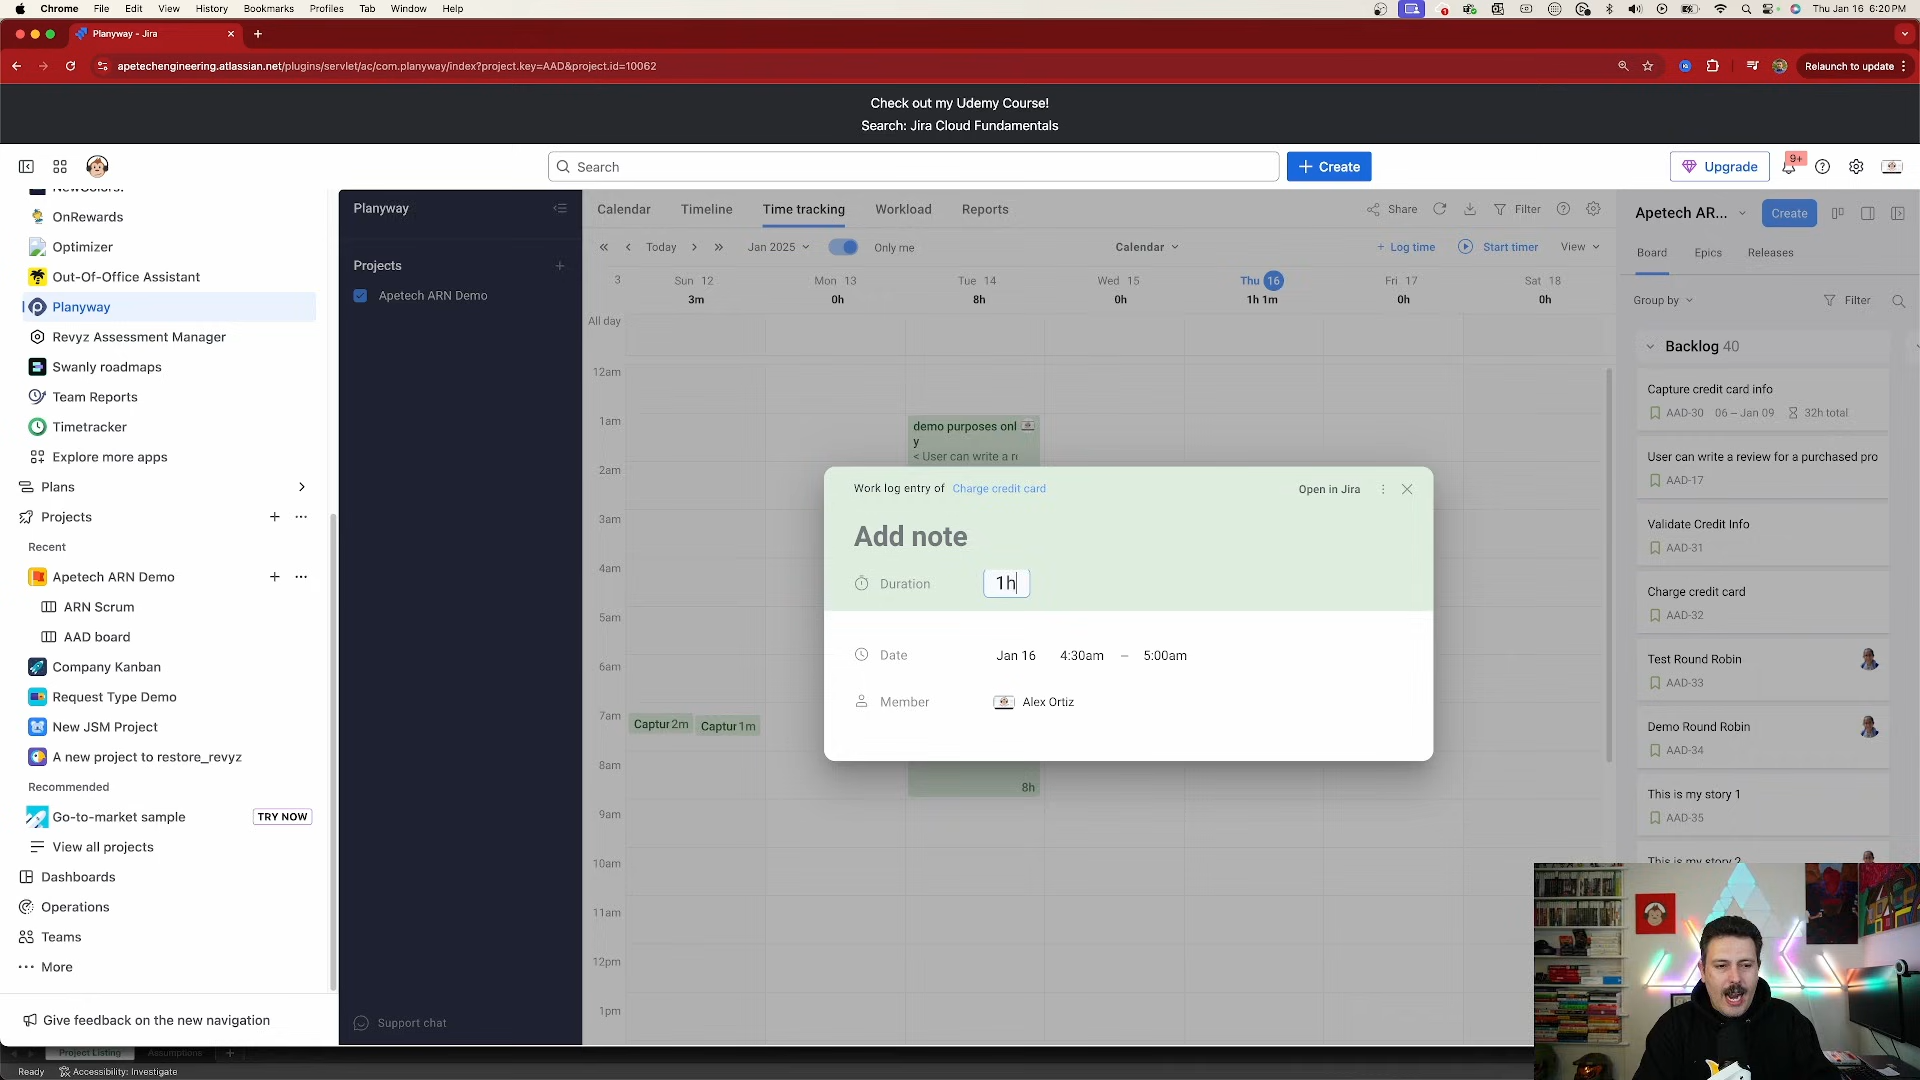 Chrome File Edit View History Bookmarks Profiles Tab Window Help
Thu Jan 16 6:20 PM
Planyway - Jira
apetechengineering.atlassian.net/plugins/servlet/ac/com.planyway/index?project.key=AAD&project.id=10062
Relaunch to update
Check out my Udemy Course!
Search: Jira Cloud Fundamentals
Search
Create
Upgrade
9+
NewColors!
OnRewards
Optimizer
Out-Of-Office Assistant
Planyway
Revyz Assessment Manager
Swanly roadmaps
Team Reports
Timetracker
Explore more apps
Plans
Projects
Recent
Apetech ARN Demo
ARN Scrum
AAD board
Company Kanban
Request Type Demo
New JSM Project
A new project to restore_revyz
Recommended
Go-to-market sample
TRY NOW
View all projects
Dashboards
Operations
Teams
More
Give feedback on the new navigation
Planyway
Projects
Apetech ARN Demo
Support chat
Calendar Timeline Time tracking Workload Reports
Share
Filter
Today
Jan 2025
Only me
Calendar
+ Log time
Start timer
View
3 Sun 12 Mon 13 Tue 14 Wed 15 Thu 16 Fri 17 Sat 18
3m 0h 8h 0h 1h 1m 0h 0h
All day
12am
1am
2am
3am
4am
5am
6am
7am
8am
9am
10am
11am
12pm
1pm
demo purposes onl
y
< User can write a re
Captur 2m
Captur 1m
8h
Work log entry of Charge credit card
Open in Jira
Add note
Duration 1h
Date Jan 16 4:30am – 5:00am
Member Alex Ortiz
Apetech AR...
Create
Board Epics Releases
Group by
Filter
Backlog 40
Capture credit card info
AAD-30 06 – Jan 09 32h total
User can write a review for a purchased pro
AAD-17
Validate Credit Info
AAD-31
Charge credit card
AAD-32
Test Round Robin
AAD-33
Demo Round Robin
AAD-34
This is my story 1
AAD-35
This is my story 2
Project Listing Assumptions
Ready Accessibility: Investigate